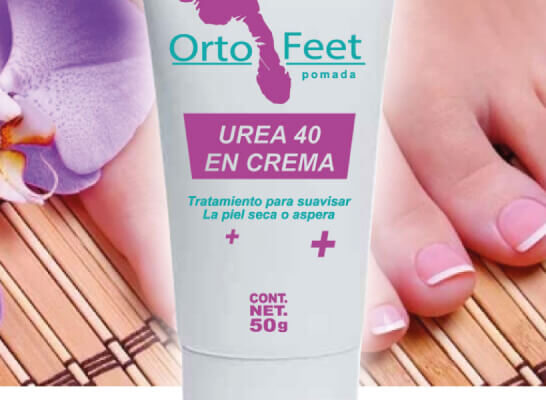 Orto Feet
pomada
UREA 40
EN CREMA
Tratamiento para suavisar
La piel seca o aspera
CONT.
NET.
50g